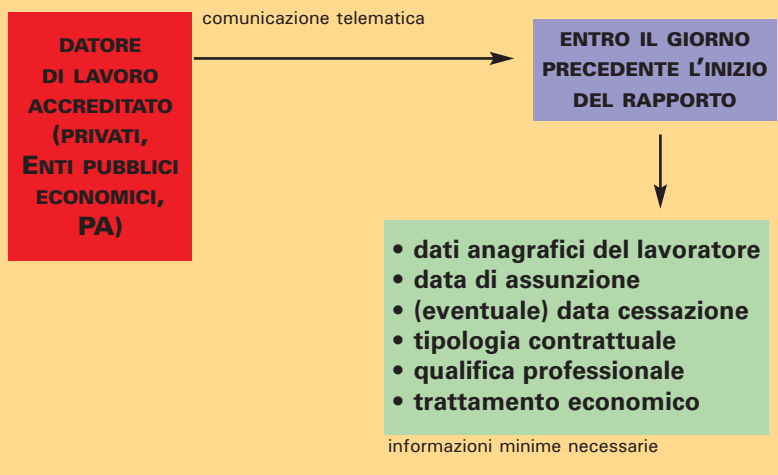 comunicazione telematica
DATORE
DI LAVORO
ACCREDITATO
(PRIVATI,
ENTI PUBBLICI
ECONOMICI,
PA)
ENTRO IL GIORNO
PRECEDENTE L'INIZIO
DEL RAPPORTO
• dati anagrafici del lavoratore
• data di assunzione
• (eventuale) data cessazione
• tipologia contrattuale
• qualifica professionale
• trattamento economico
informazioni minime necessarie